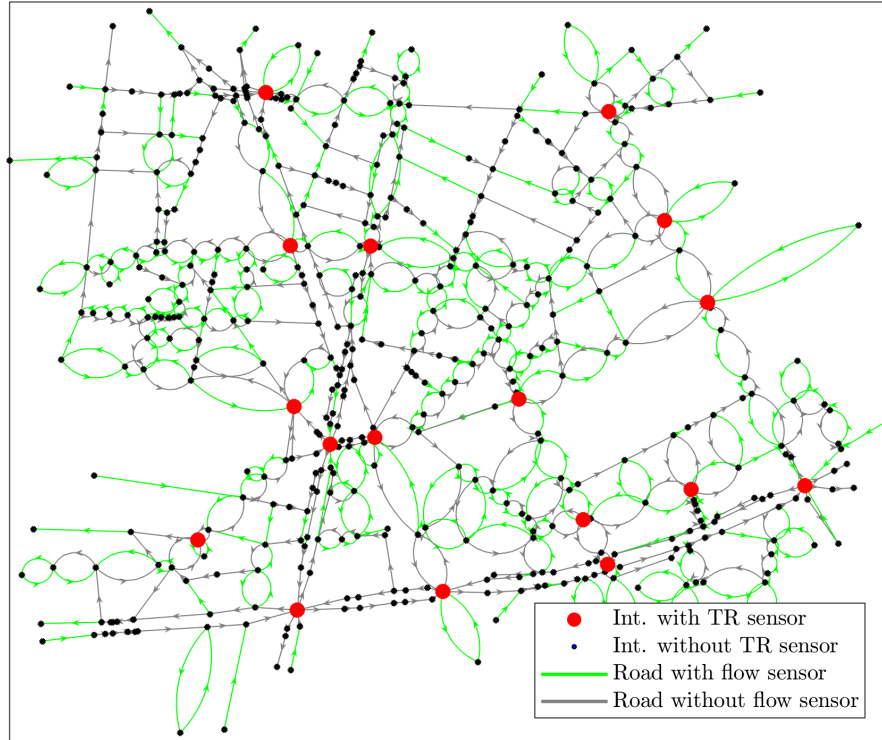 Int. with TR sensor
Int. without TR sensor
Road with flow sensor
Road without flow sensor